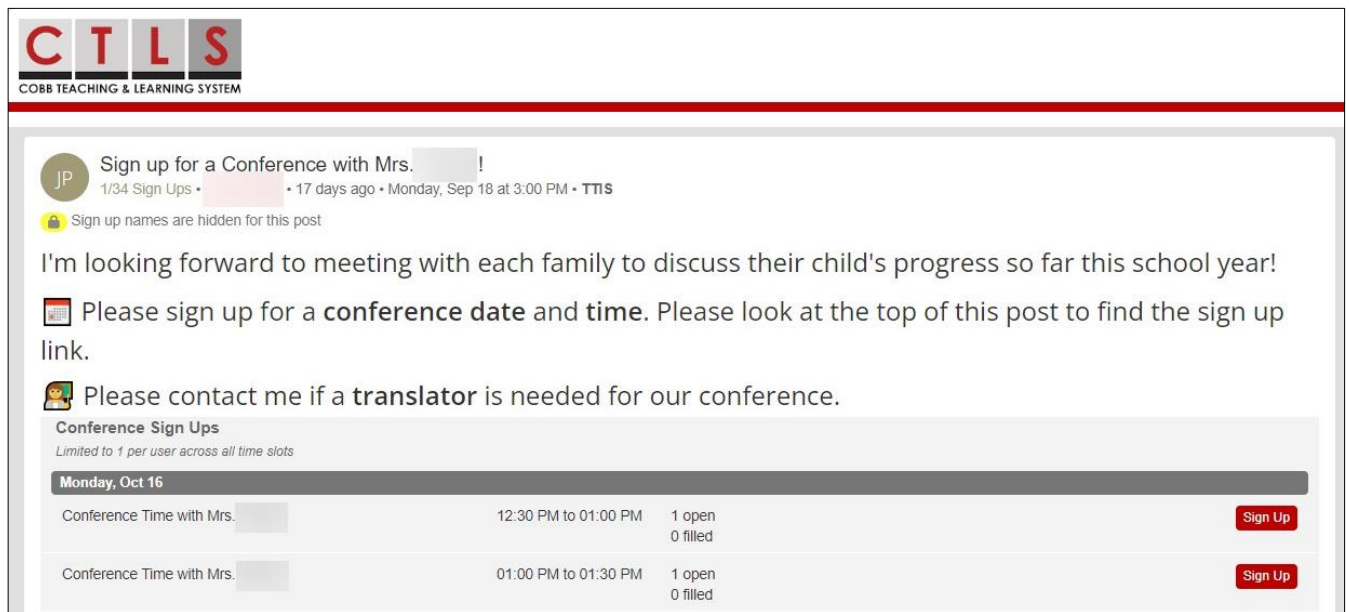 C T L S
COBB TEACHING & LEARNING SYSTEM
JP
Sign up for a Conference with Mrs. !
1/34 Sign Ups • • 17 days ago • Monday, Sep 18 at 3:00 PM • TTIS
Sign up names are hidden for this post
I'm looking forward to meeting with each family to discuss their child's progress so far this school year!
Please sign up for a conference date and time. Please look at the top of this post to find the sign up
link.
Please contact me if a translator is needed for our conference.
Conference Sign Ups
Limited to 1 per user across all time slots
Monday, Oct 16
Conference Time with Mrs. 12:30 PM to 01:00 PM 1 open Sign Up
0 filled
Conference Time with Mrs. 01:00 PM to 01:30 PM 1 open Sign Up
0 filled